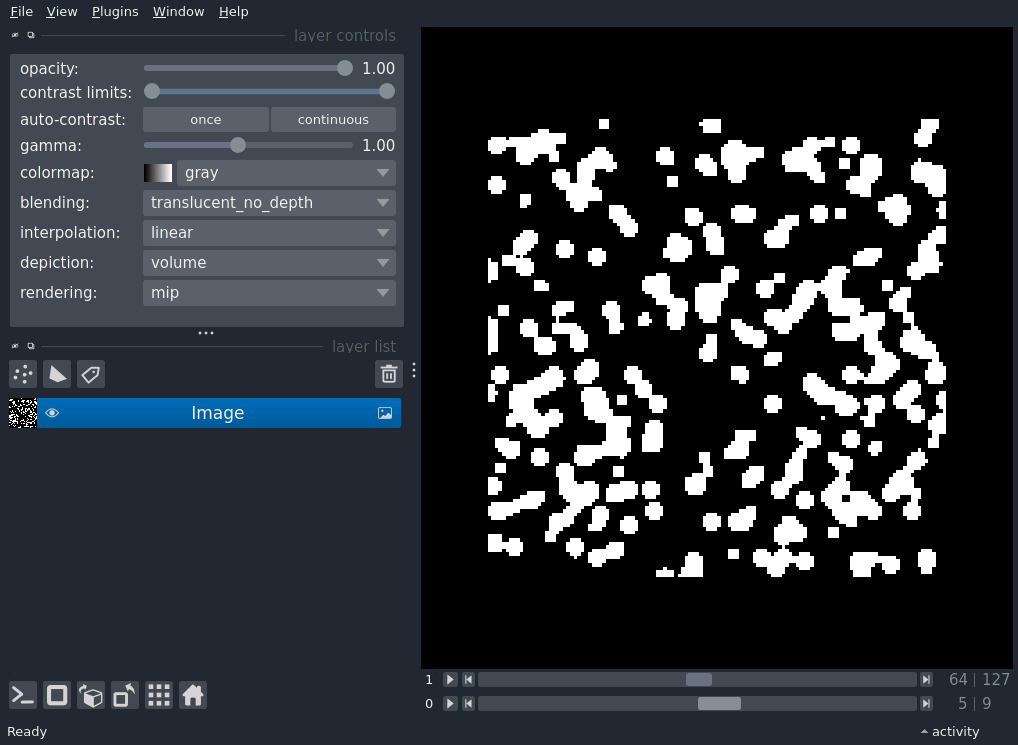 File View Plugins Window Help
layer controls
opacity: 1.00
contrast limits:
auto-contrast: once continuous
gamma: 1.00
colormap: gray
blending: translucent_no_depth
interpolation: linear
depiction: volume
rendering: mip
layer list
Image
1 64 | 127
0 5 | 9
Ready activity